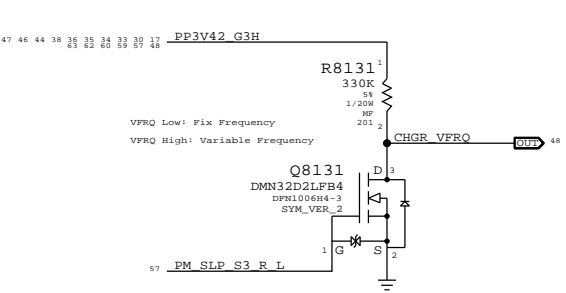 47 46 44 38 36 35 34 33 30 17
63 62 60 59 57 48
PP3V42_G3H
1
R8131
330K
5%
1/20W
MF
201
2
VFRQ Low: Fix Frequency
VFRQ High: Variable Frequency
CHGR_VFRQ
OUT
48
Q8131
D 3
DMN32D2LFB4
DFN1006H4-3
SYM_VER_2
1 G S 2
57 PM_SLP_S3_R_L